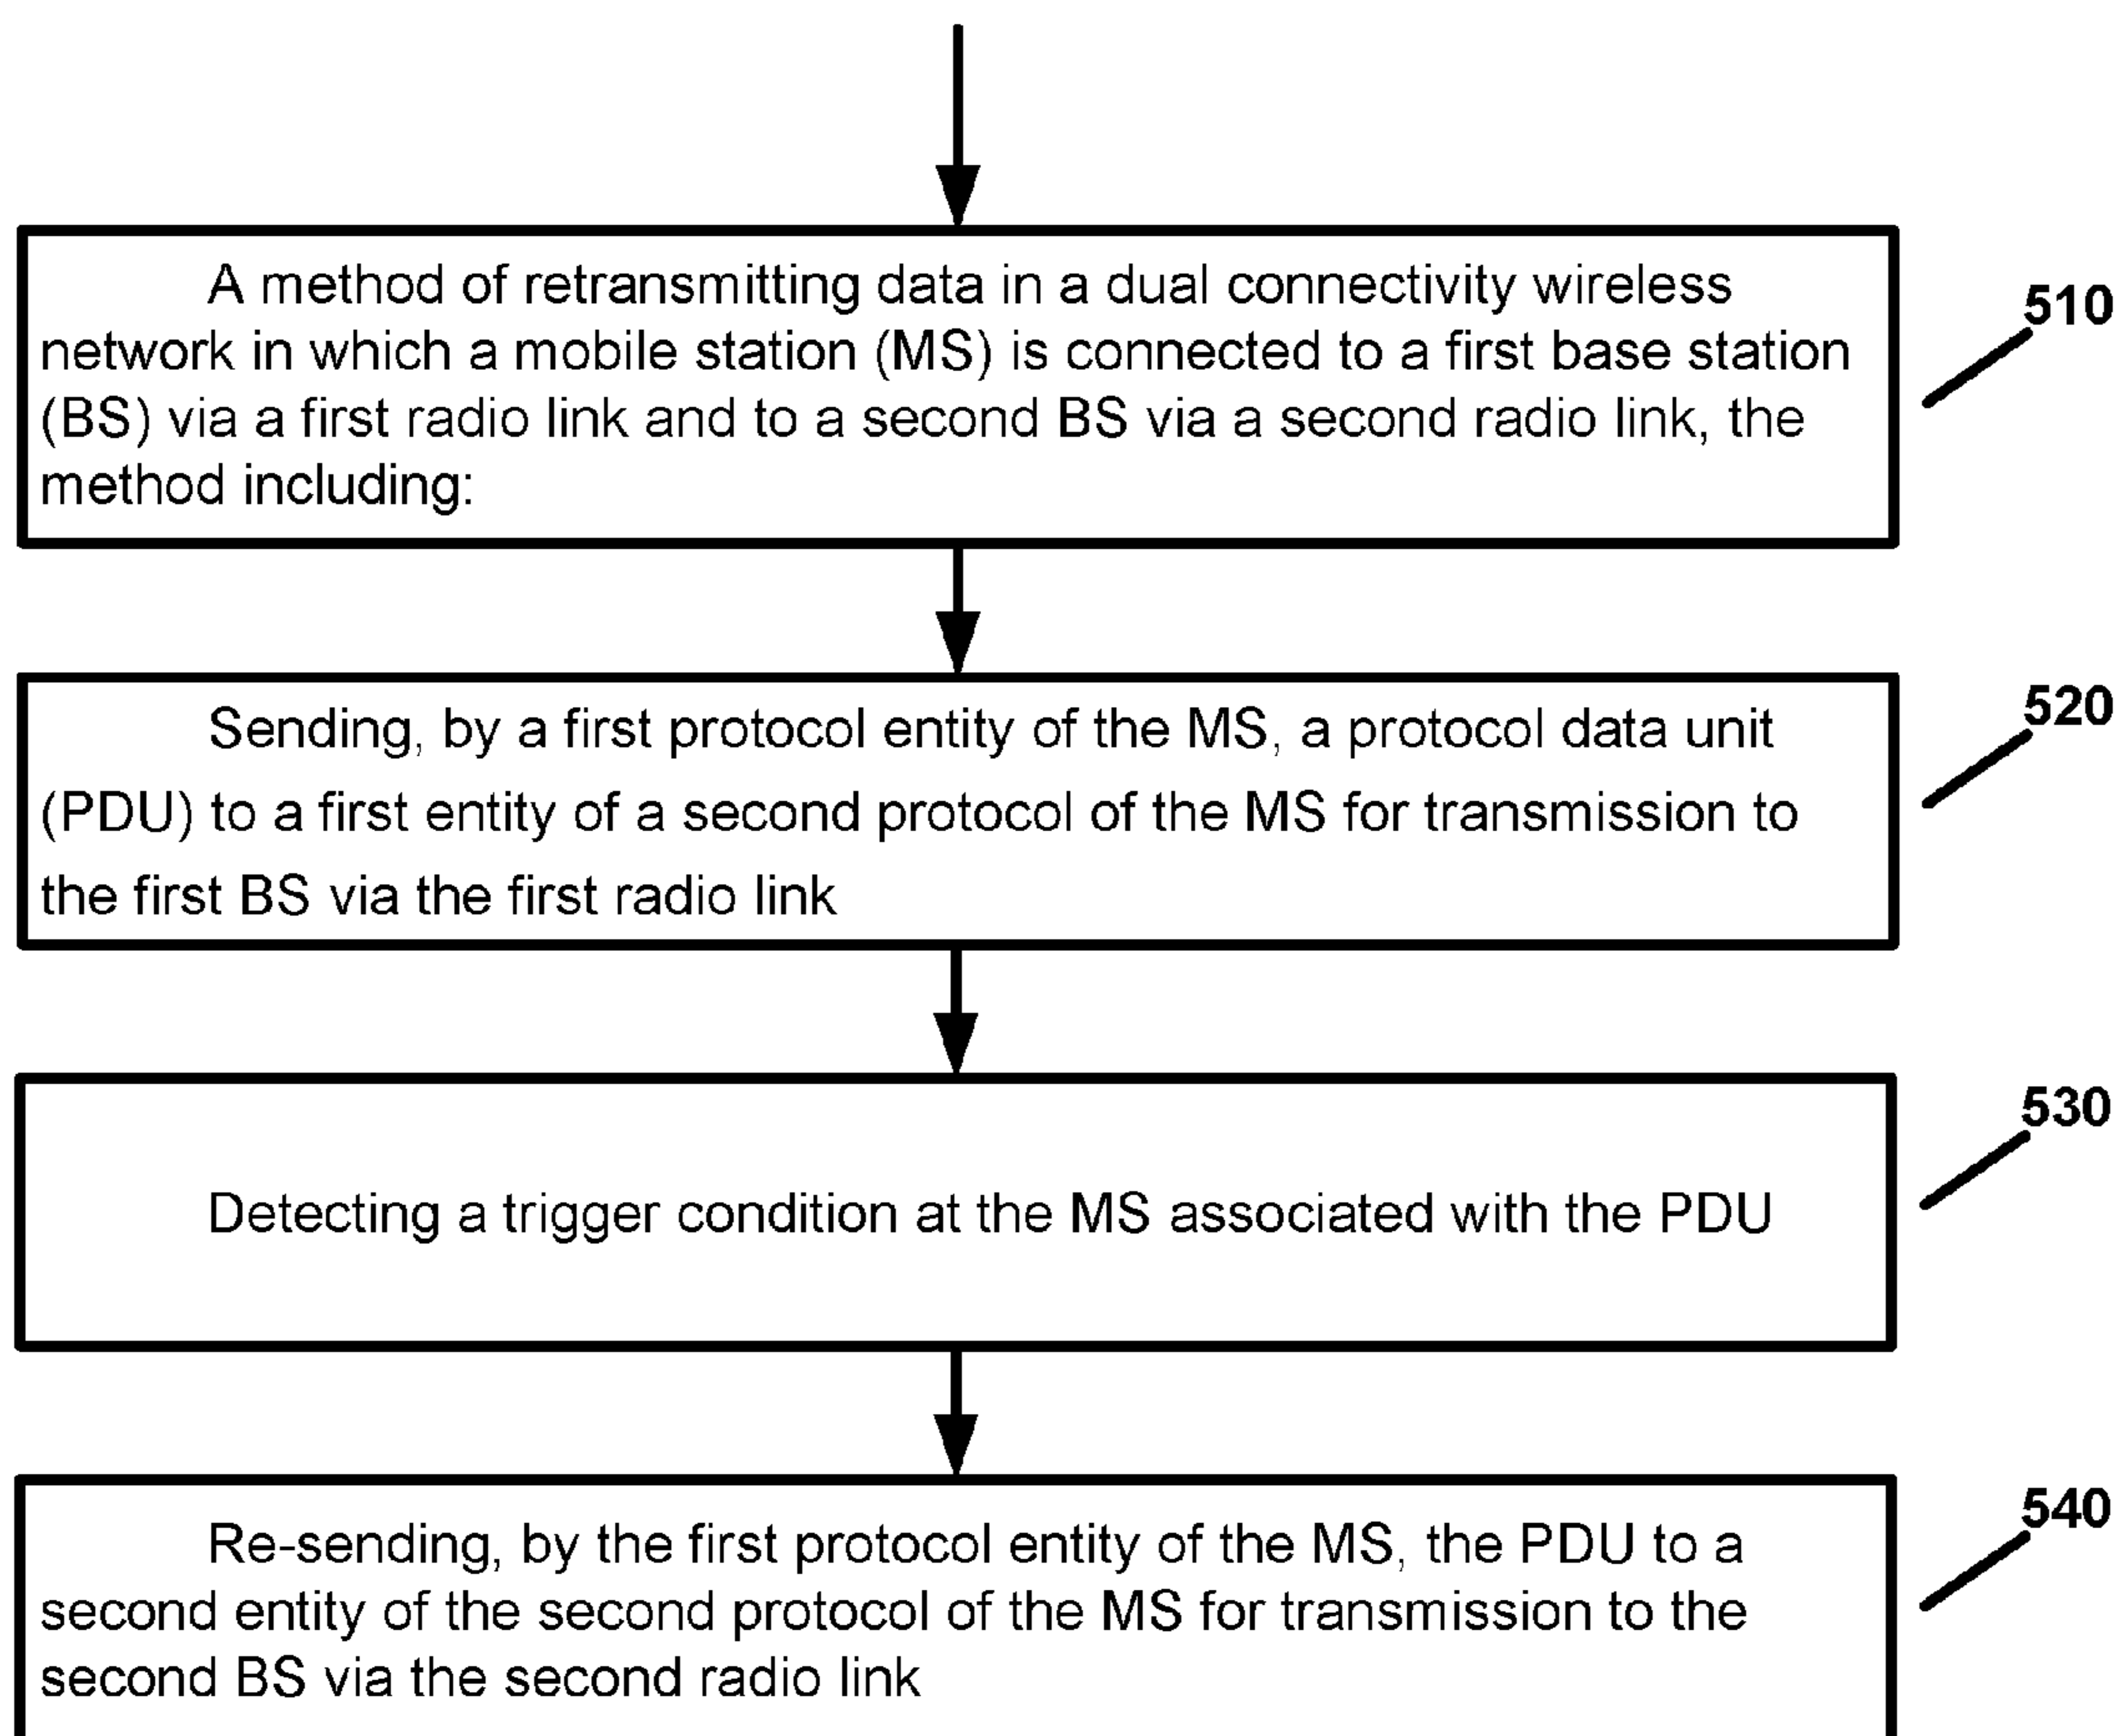 A method of retransmitting data in a dual connectivity wireless
network in which a mobile station (MS) is connected to a first base station
(BS) via a first radio link and to a second BS via a second radio link, the
method including:
510
Sending, by a first protocol entity of the MS, a protocol data unit
(PDU) to a first entity of a second protocol of the MS for transmission to
the first BS via the first radio link
520
Detecting a trigger condition at the MS associated with the PDU
530
Re-sending, by the first protocol entity of the MS, the PDU to a
second entity of the second protocol of the MS for transmission to the
second BS via the second radio link
540